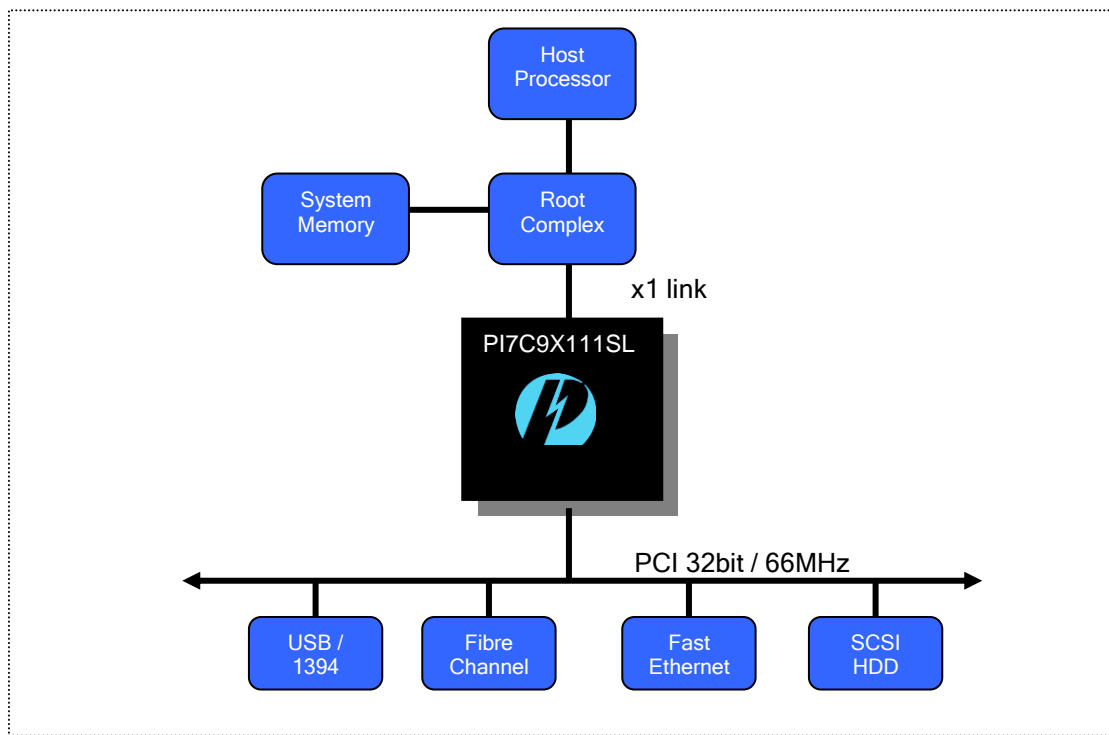 Host
Processor
System
Memory
Root
Complex
x1 link
PI7C9X111SL
PCI 32bit / 66MHz
USB /
1394
Fibre
Channel
Fast
Ethernet
SCSI
HDD